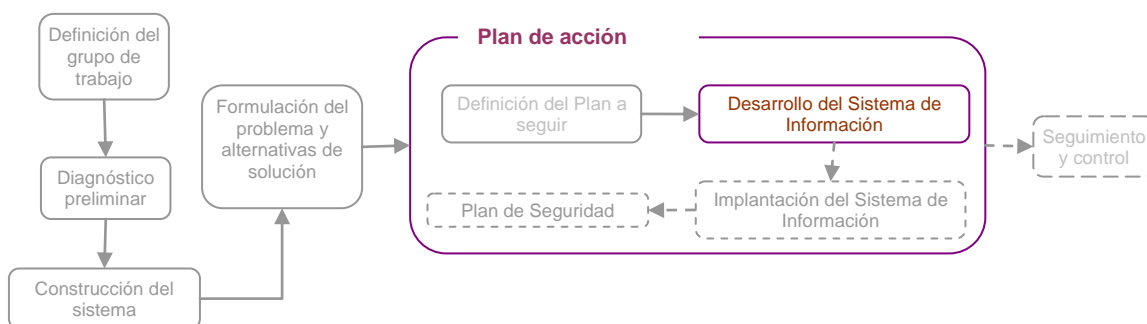 Definición del
grupo de
trabajo
Diagnóstico
preliminar
Construcción del
sistema
Formulación del
problema y
alternativas de
solución
Plan de acción
Definición del Plan a
seguir
Desarrollo del Sistema de
Información
Implantación del Sistema de
Información
Plan de Seguridad
Seguimiento
y control